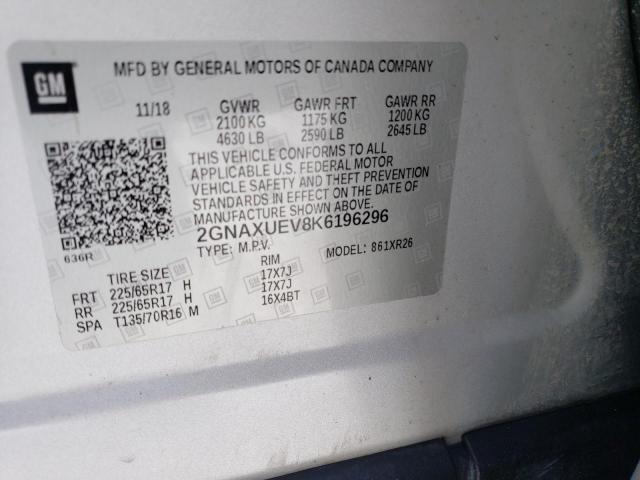 GM
MFD BY GENERAL MOTORS OF CANADA COMPANY
11/18 GVWR GAWR FRT GAWR RR
2100 KG 1175 KG 1200 KG
4630 LB 2590 LB 2645 LB
THIS VEHICLE CONFORMS TO ALL
APPLICABLE U.S. FEDERAL MOTOR
VEHICLE SAFETY AND THEFT PREVENTION
STANDARDS IN EFFECT ON THE DATE OF
MANUFACTURE SHOWN ABOVE.
2GNAXUEV8K6196296
636R TYPE: M.P.V. MODEL: 861XR26
TIRE SIZE RIM
FRT 225/65R17 H 17X7J
RR 225/65R17 H 17X7J
SPA T135/70R16 M 16X4BT